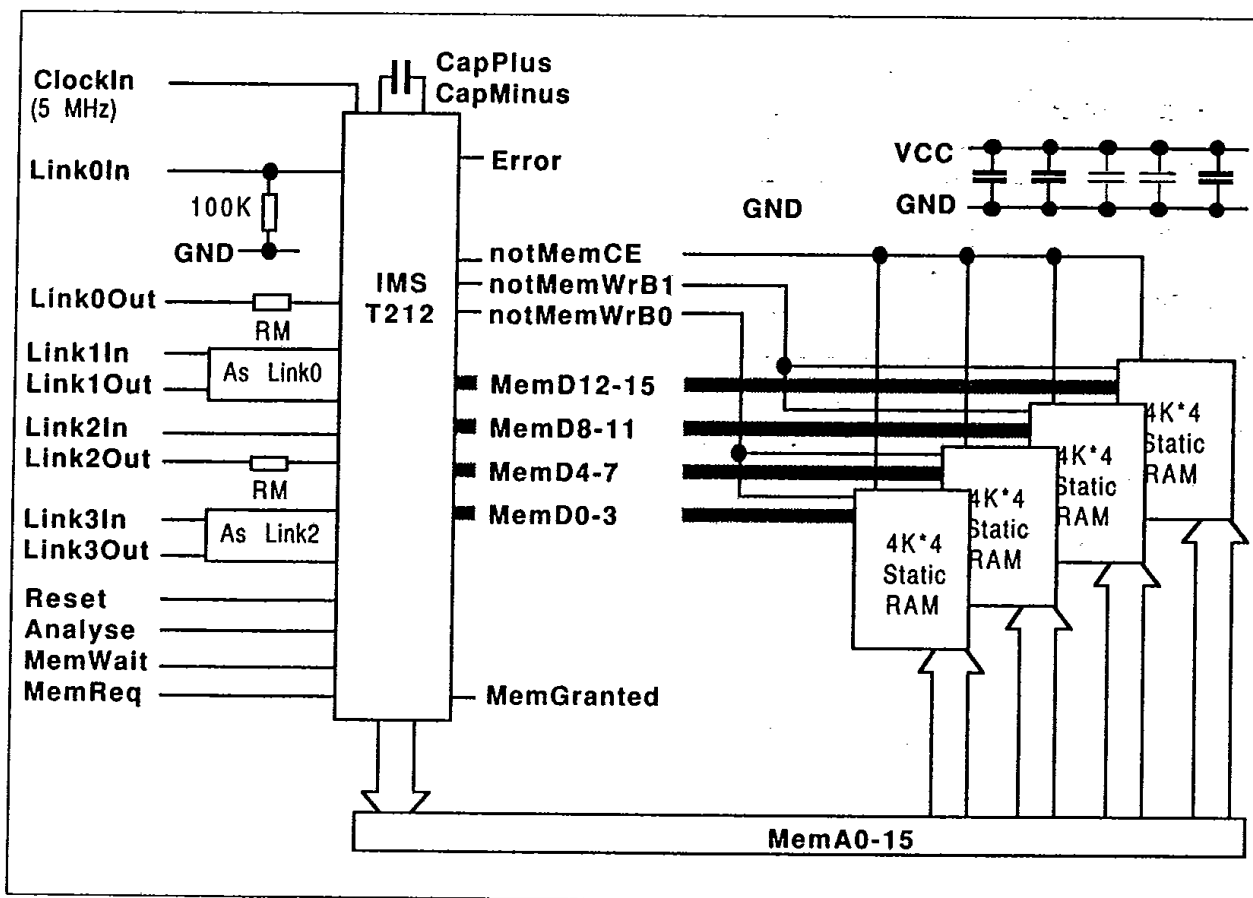 CapPlus
CapMinus
ClockIn
(5 MHz)
Error
VCC
Link0In
100K
GND
GND
GND
notMemCE
IMS
T212
notMemWrB1
notMemWrB0
Link0Out
RM
Link1In
Link1Out
As Link0
MemD12-15
MemD8-11
MemD4-7
MemD0-3
Link2In
Link2Out
RM
Link3In
Link3Out
As Link2
4K*4
Static
RAM
4K*4
Static
RAM
4K*4
Static
RAM
4K*4
Static
RAM
Reset
Analyse
MemWait
MemReq
MemGranted
MemA0-15